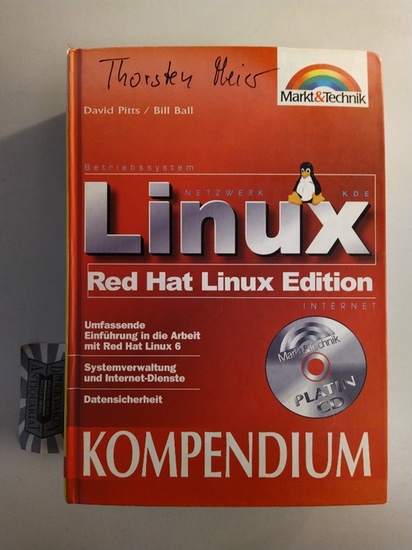 Thorsten Meier
Markt&Technik
David Pitts / Bill Ball
Betriebssystem
NETZWERK
KDE
Linux
Red Hat Linux Edition
INTERNET
Umfassende
Einführung in die Arbeit
mit Red Hat Linux 6
Systemverwaltung
und Internet-Dienste
Datensicherheit
Markt&Technik
PLATIN
CD
KOMPENDIUM